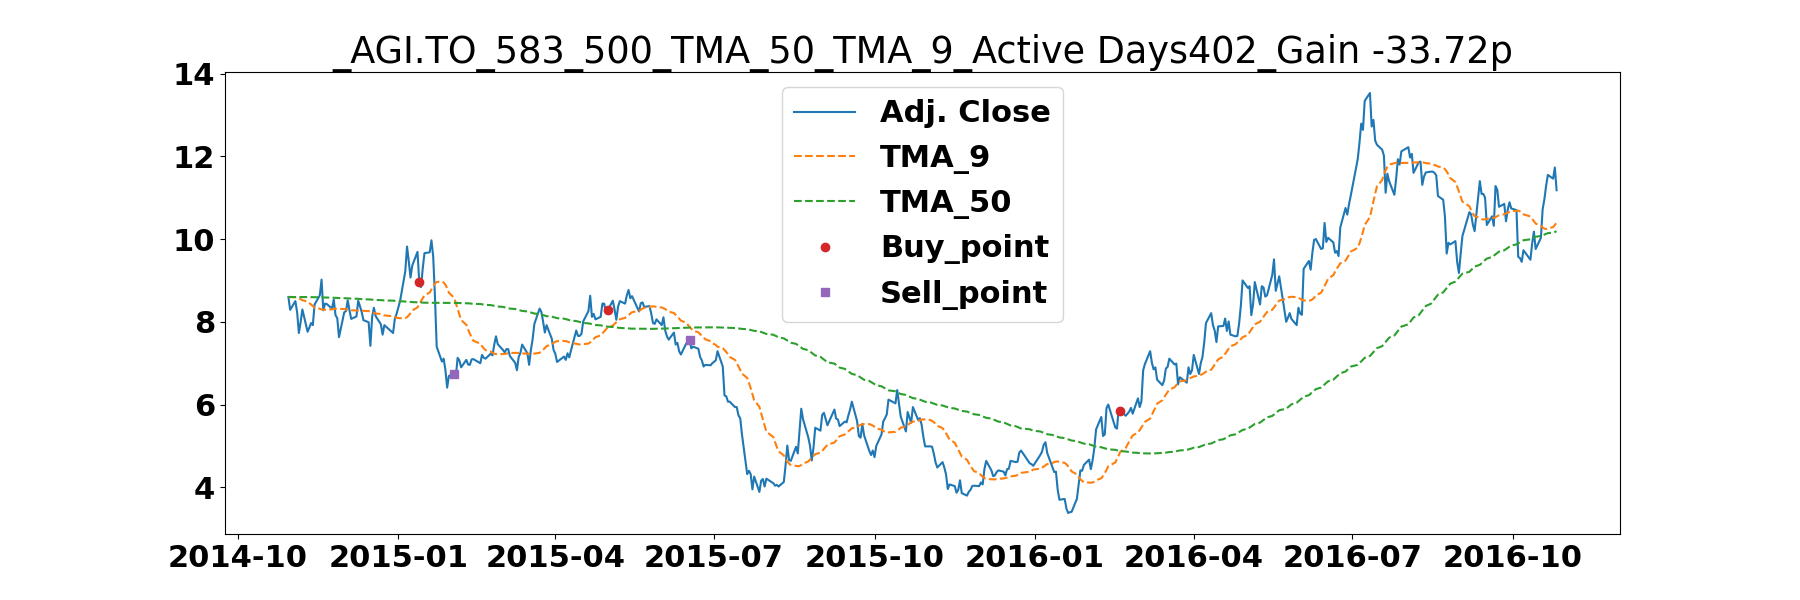 _AGI.TO_583_500_TMA_50_TMA_9_Active Days402_Gain -33.72p
14
12
10
8
6
4
Adj. Close
TMA_9
TMA_50
Buy_point
Sell_point
2014-10 2015-01 2015-04 2015-07 2015-10 2016-01 2016-04 2016-07 2016-10